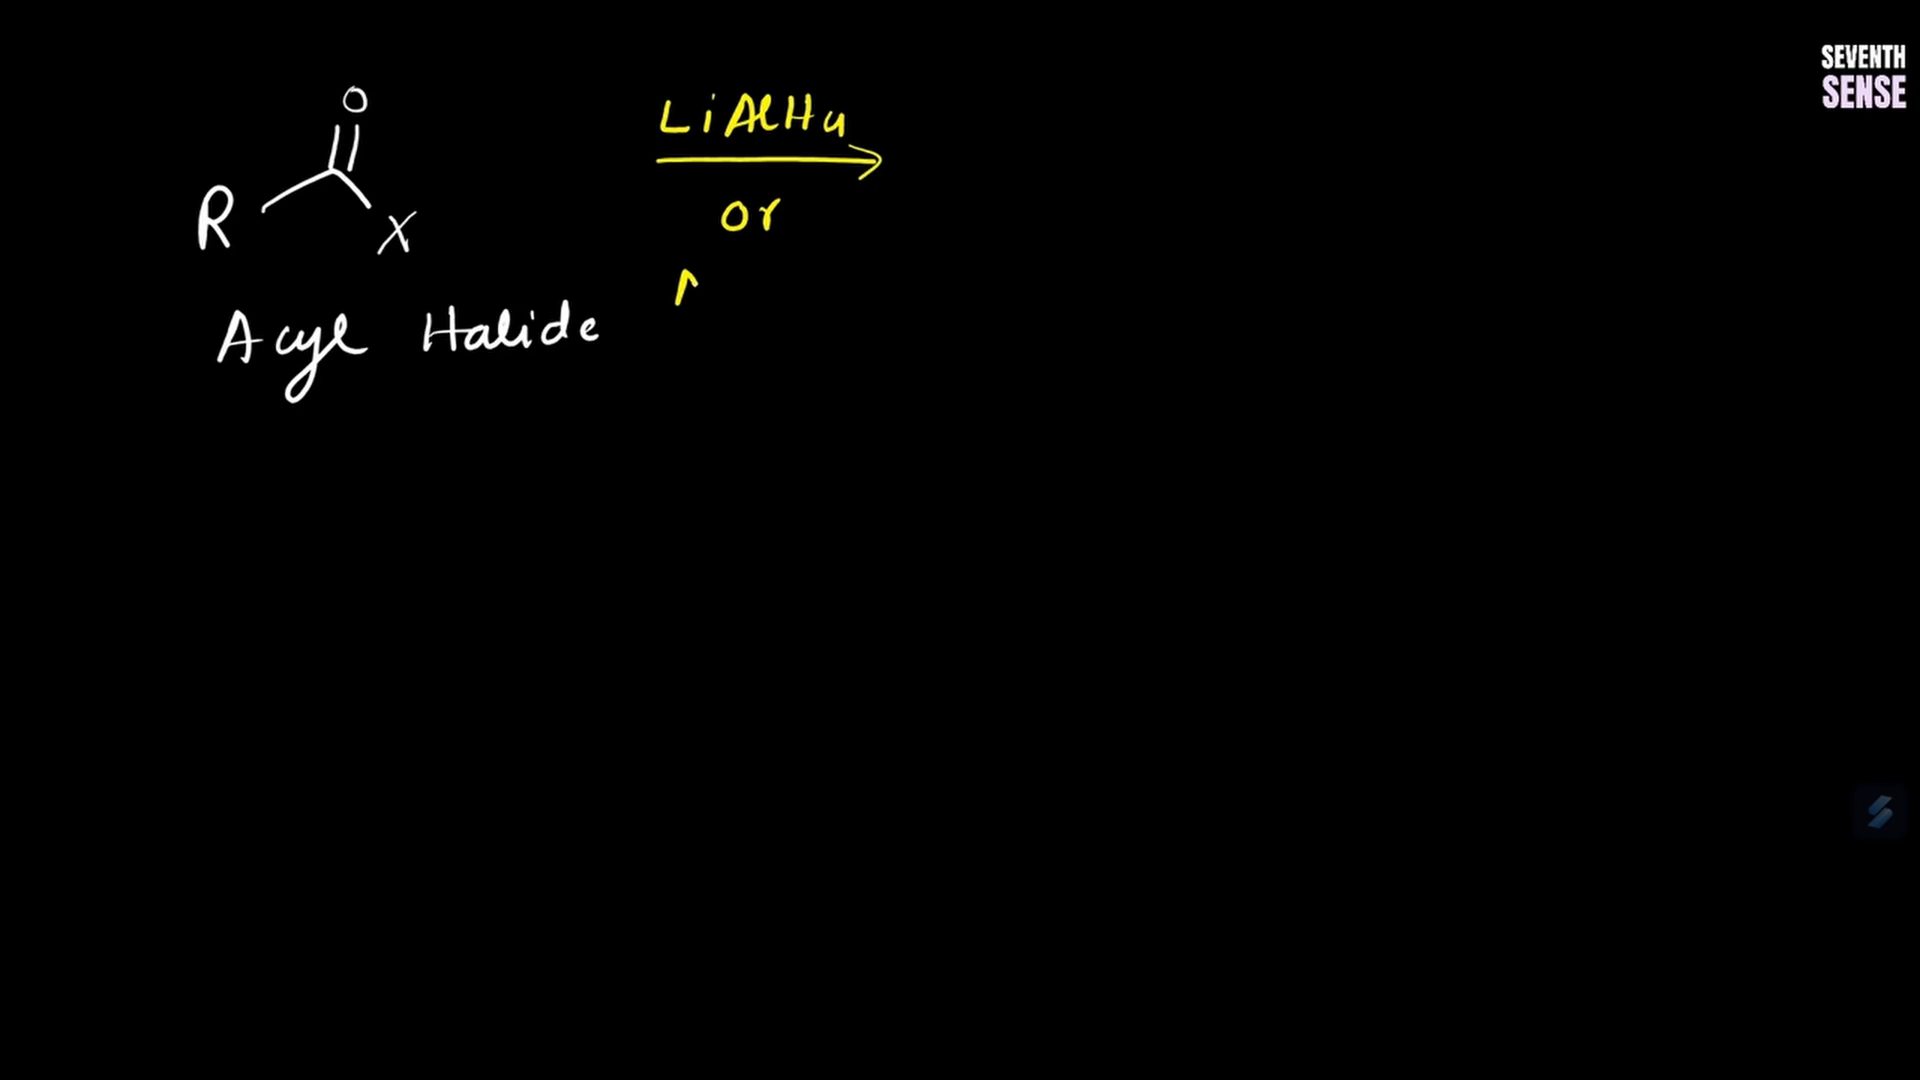 SEVENTH
SENSE
O
R
X
LiAlH4
or
Acyl Halide